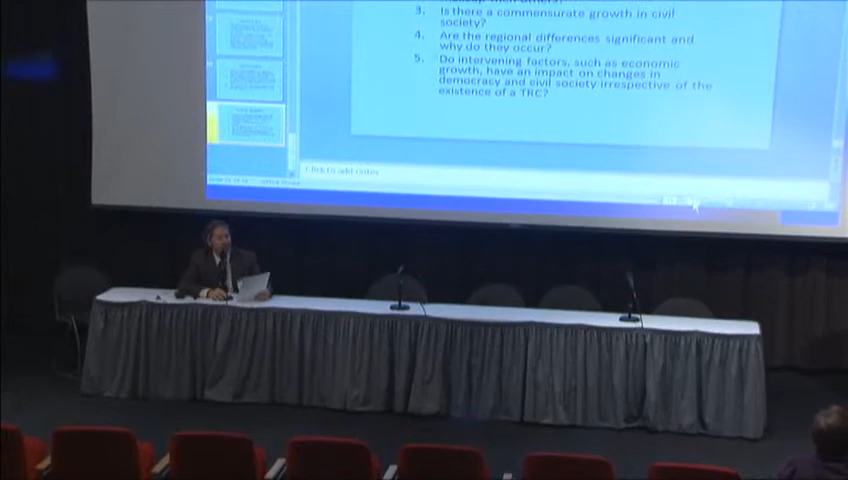 3. Is there a commensurate growth in civil
society?
4. Are the regional differences significant and
why do they occur?
5. Do intervening factors, such as economic
growth, have an impact on changes in
democracy and civil society irrespective of the
existence of a TRC?
Click to add notes